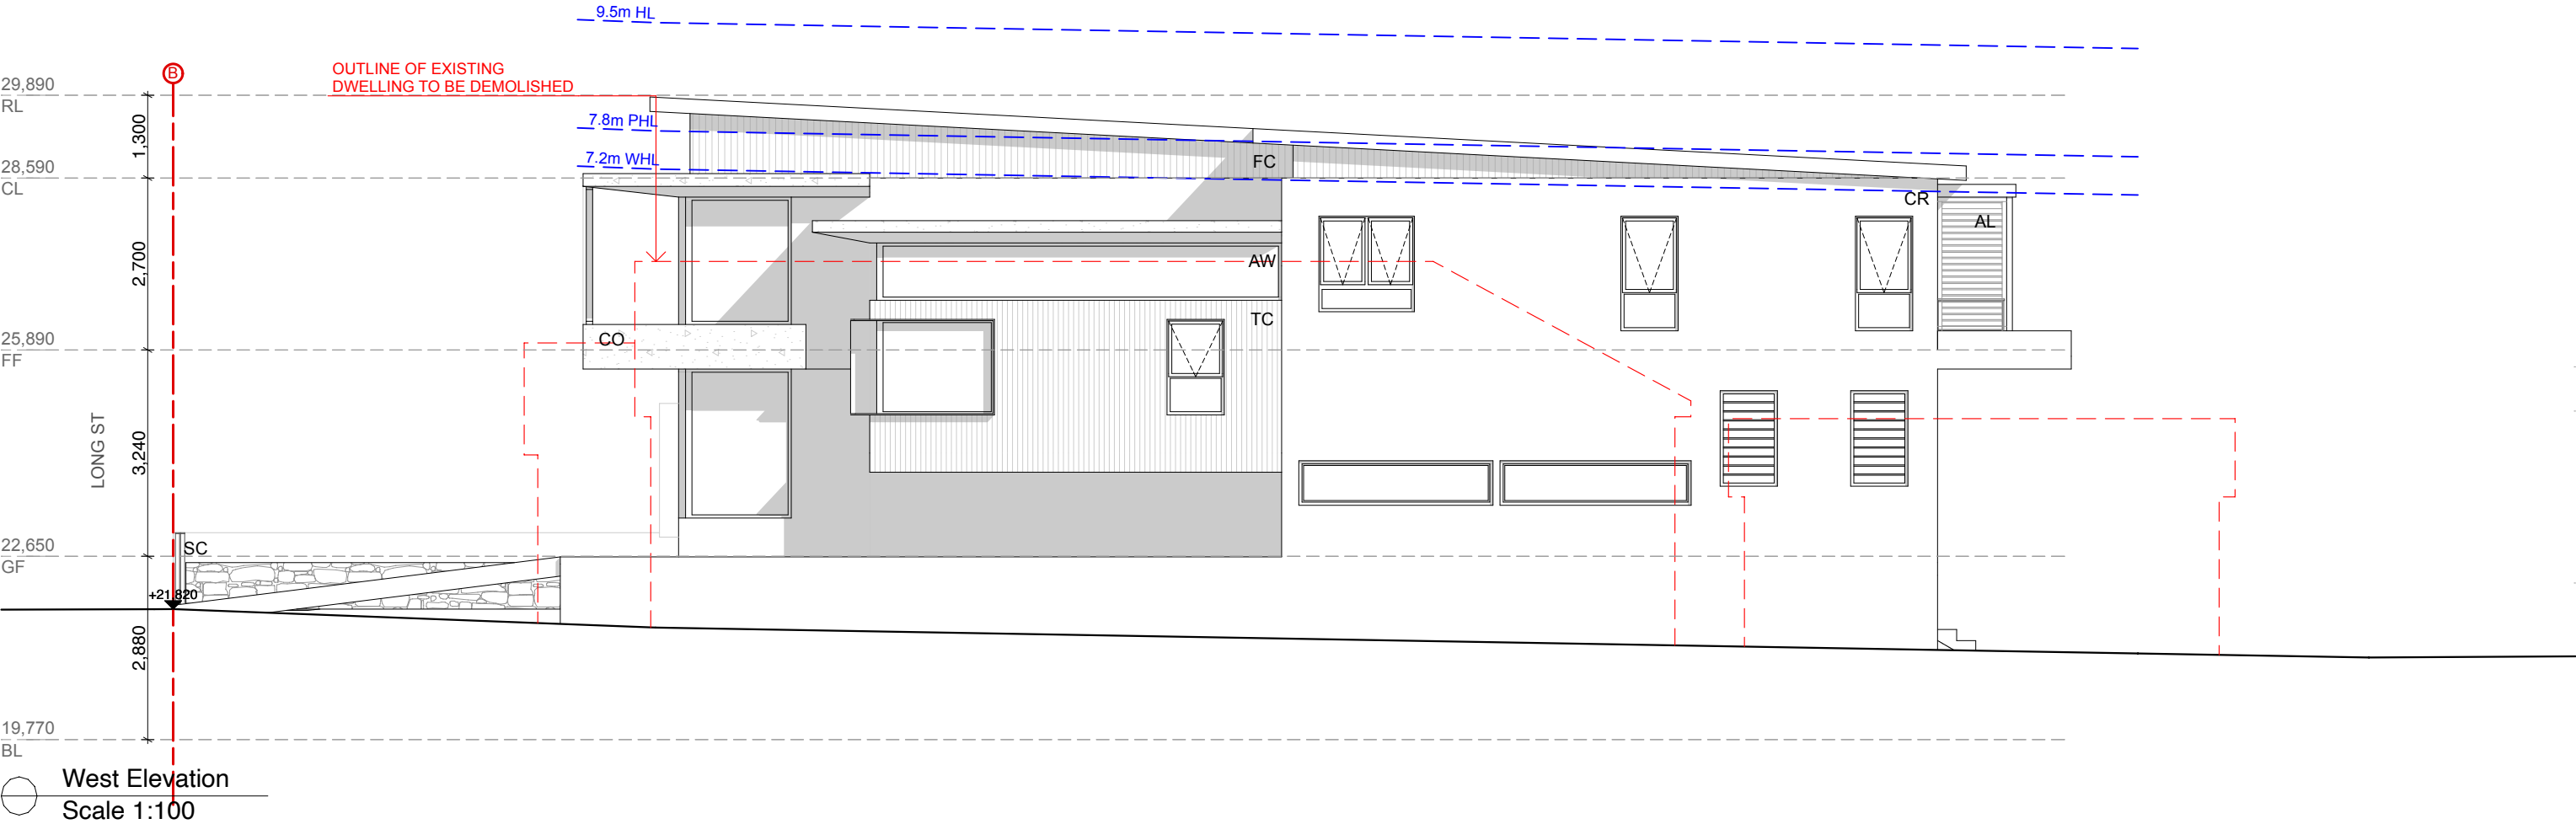 9.5m HL
B
OUTLINE OF EXISTING
DWELLING TO BE DEMOLISHED
29,890
RL
1,300
7.8m PHL
7.2m WHL
FC
28,590
CL
CR
AL
2,700
AW
TC
CO
25,890
FF
LONG ST
3,240
22,650
GF
SC
+21,820
2,880
19,770
BL
West Elevation
Scale 1:100